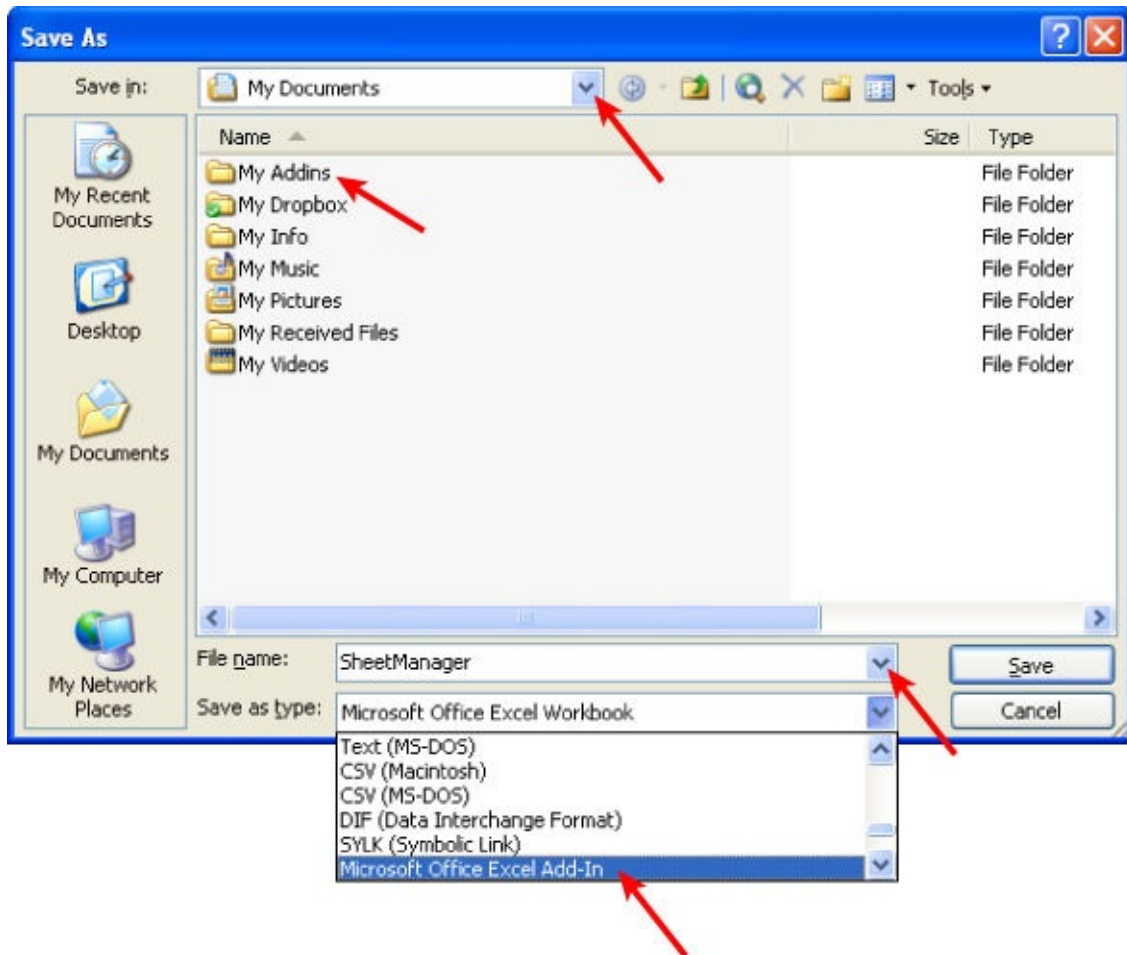 Save As
Save in:
My Documents
Tools
Name
Size
Type
My Recent
Documents
Desktop
My Documents
My Computer
My Network
Places
My Addins
File Folder
My Dropbox
File Folder
My Info
File Folder
My Music
File Folder
My Pictures
File Folder
My Received Files
File Folder
My Videos
File Folder
File name:
SheetManager
Save
Save as type:
Microsoft Office Excel Workbook
Cancel
Text (MS-DOS)
CSV (Macintosh)
CSV (MS-DOS)
DIF (Data Interchange Format)
SYLK (Symbolic Link)
Microsoft Office Excel Add-In